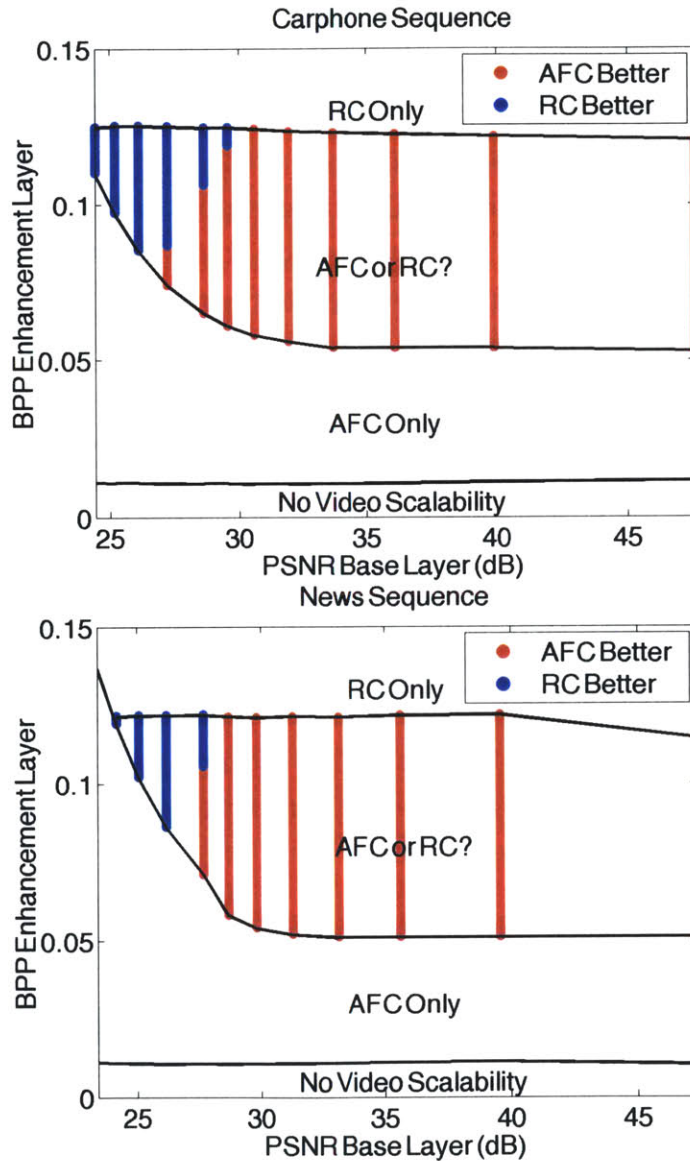 Carphone Sequence
0.15
AFC Better
RC Better
RC Only
0.1
AFC or RC?
BPP Enhancement Layer
0.05
AFC Only
No Video Scalability
0
25 30 35 40 45
PSNR Base Layer (dB)
News Sequence
0.15
AFC Better
RC Better
RC Only
0.1
AFC or RC?
BPP Enhancement Layer
0.05
AFC Only
No Video Scalability
0
25 30 35 40 45
PSNR Base Layer (dB)